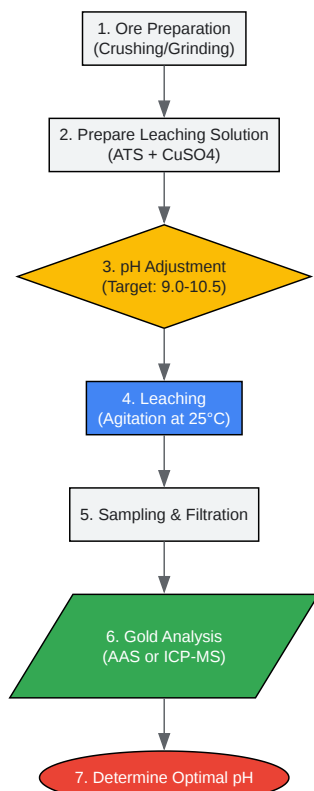 1. Ore Preparation
(Crushing/Grinding)
2. Prepare Leaching Solution
(ATS + CuSO4)
3. pH Adjustment
(Target: 9.0-10.5)
4. Leaching
(Agitation at 25°C)
5. Sampling & Filtration
6. Gold Analysis
(AAS or ICP-MS)
7. Determine Optimal pH